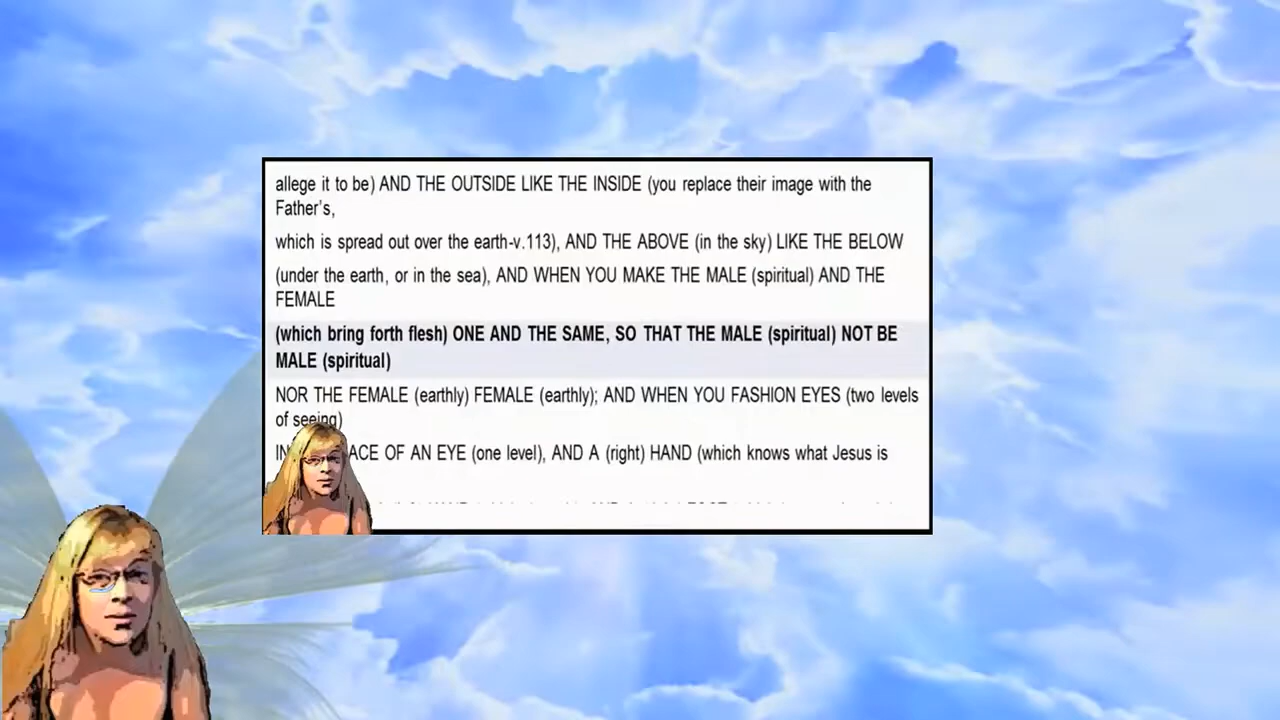 allege it to be) AND THE OUTSIDE LIKE THE INSIDE (you replace their image with the
Father's,
which is spread out over the earth-v.113), AND THE ABOVE (in the sky) LIKE THE BELOW
(under the earth, or in the sea), AND WHEN YOU MAKE THE MALE (spiritual) AND THE
FEMALE
(which bring forth flesh) ONE AND THE SAME, SO THAT THE MALE (spiritual) NOT BE
MALE (spiritual)
NOR THE FEMALE (earthly) FEMALE (earthly); AND WHEN YOU FASHION EYES (two levels
of seeing)
OF AN EYE (one level), AND A (right) HAND (which knows what Jesus is